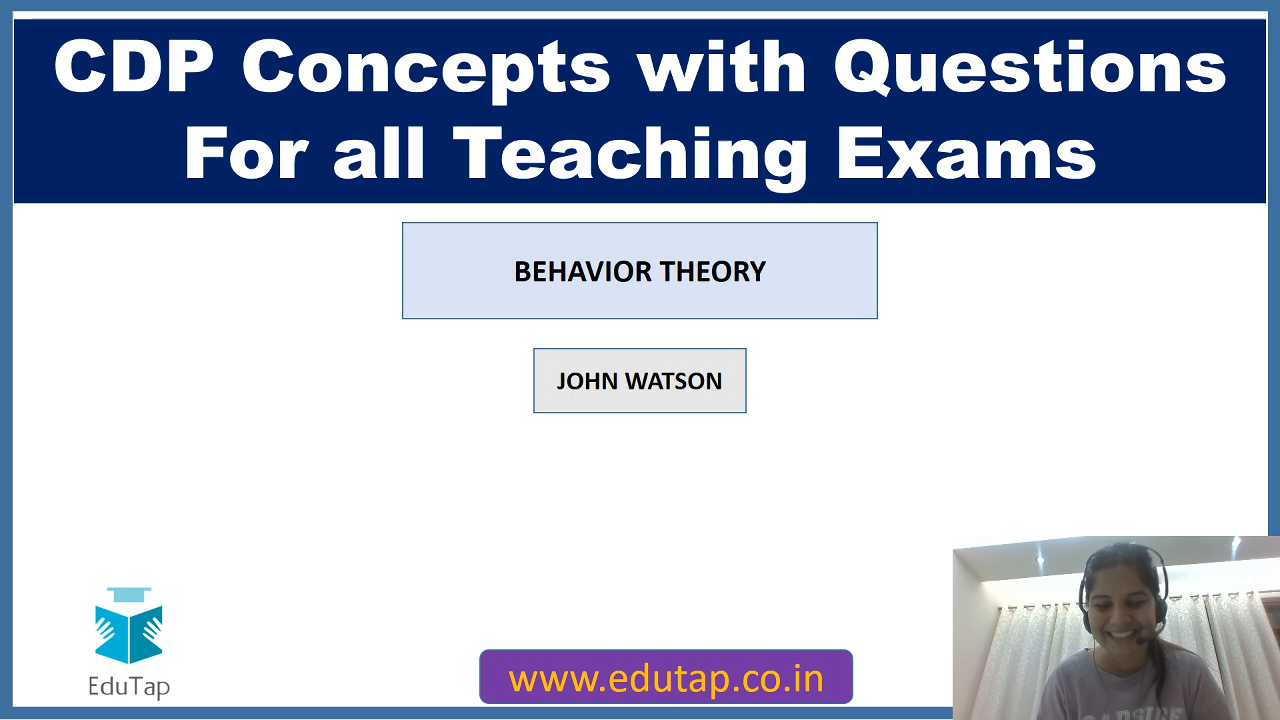 CDP Concepts with Questions
For all Teaching Exams
BEHAVIOR THEORY
JOHN WATSON
EduTap
www.edutap.co.in